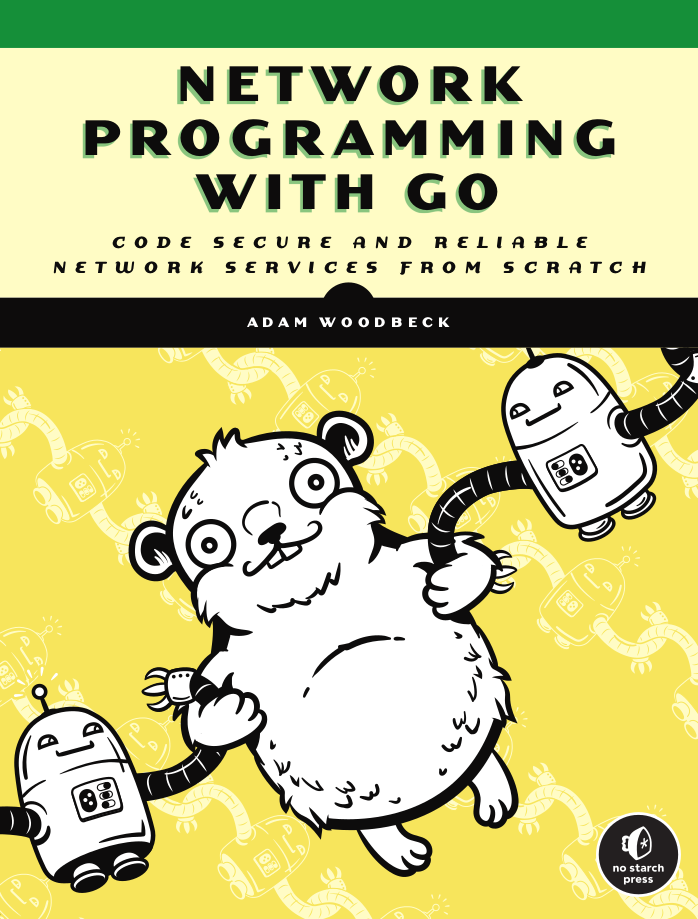 NETWORK
PROGRAMMING
WITH GO
CODE SECURE AND RELIABLE
NETWORK SERVICES FROM SCRATCH
ADAM WOODBECK
no starch
press